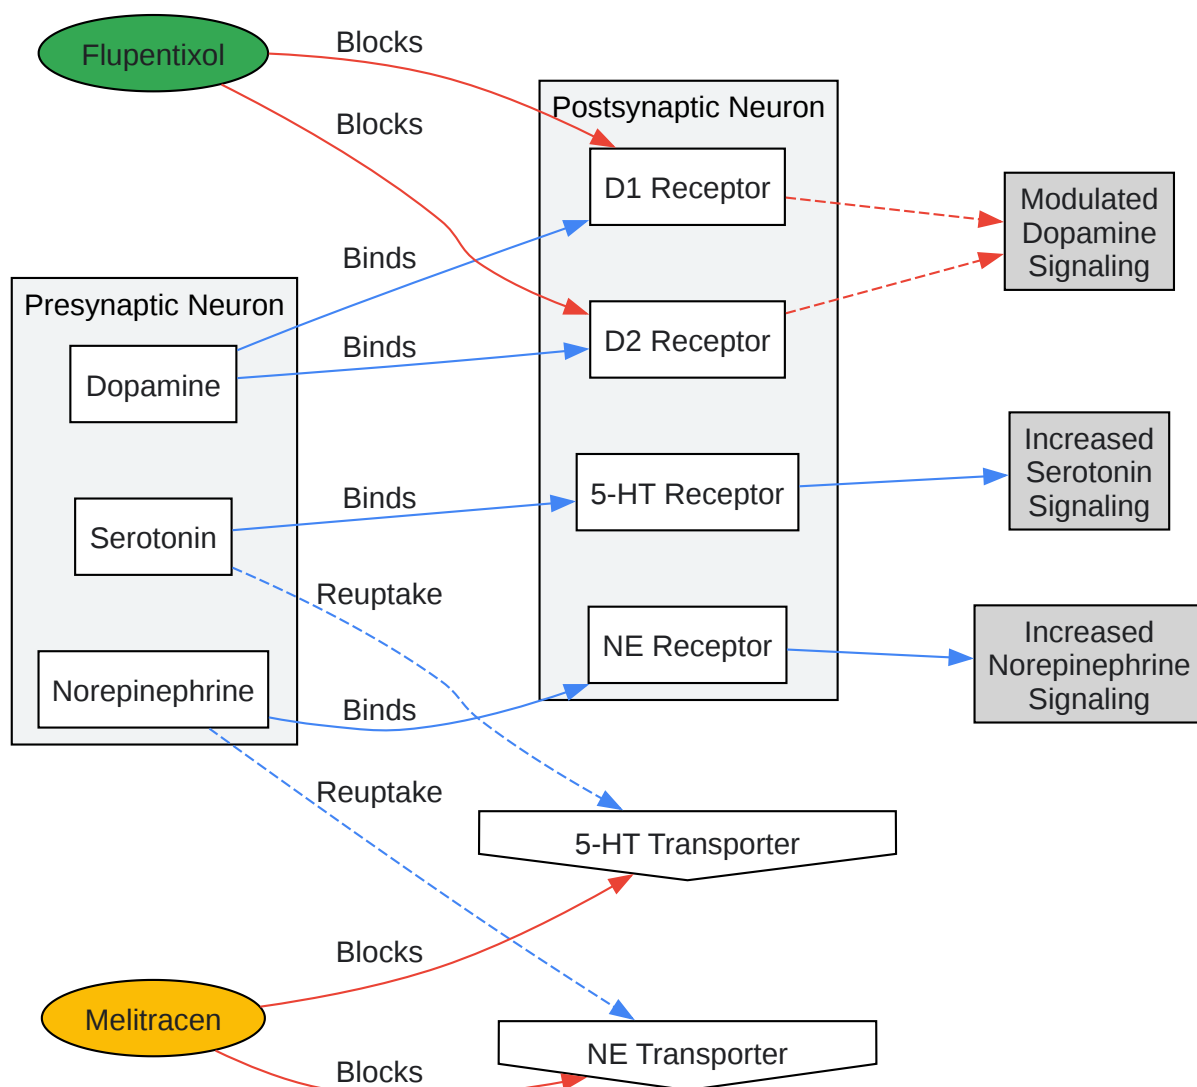 Flupentixol
Blocks
Blocks
Postsynaptic Neuron
D1 Receptor
Modulated
Dopamine
Signaling
Binds
Presynaptic Neuron
Binds
D2 Receptor
Dopamine
Increased
Serotonin
Signaling
Binds
5-HT Receptor
Serotonin
Reuptake
NE Receptor
Increased
Norepinephrine
Signaling
Norepinephrine
Binds
Reuptake
5-HT Transporter
Blocks
Melitracen
NE Transporter
Blocks